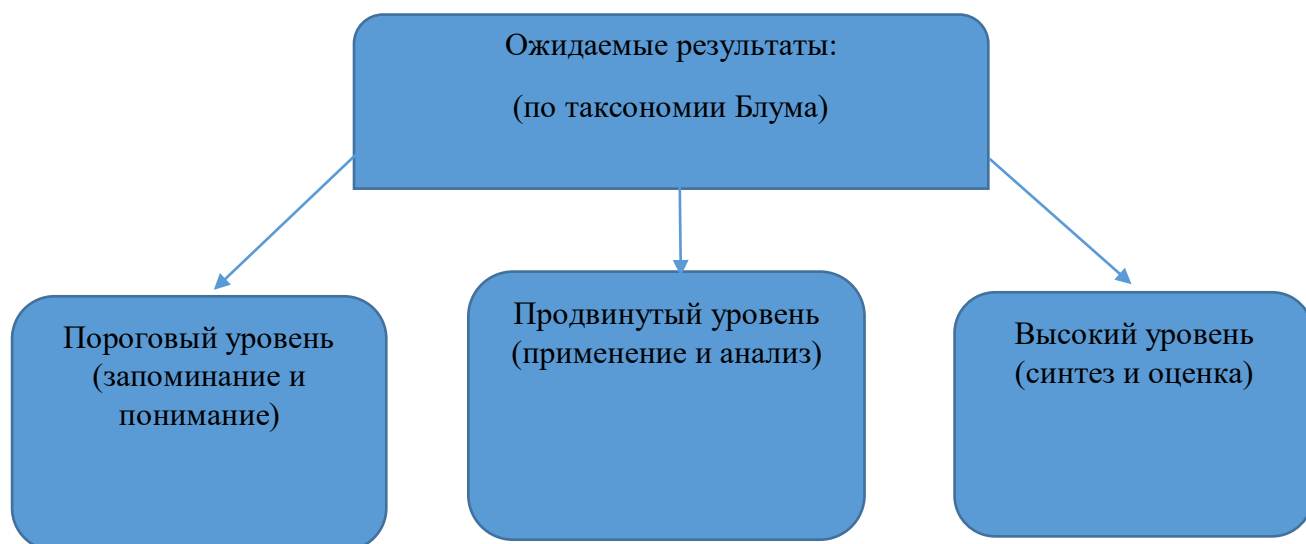 Ожидаемые результаты:
(по таксономии Блума)
Пороговый уровень
(запоминание и
понимание)
Продвинутый уровень
(применение и анализ)
Высокий уровень
(синтез и оценка)